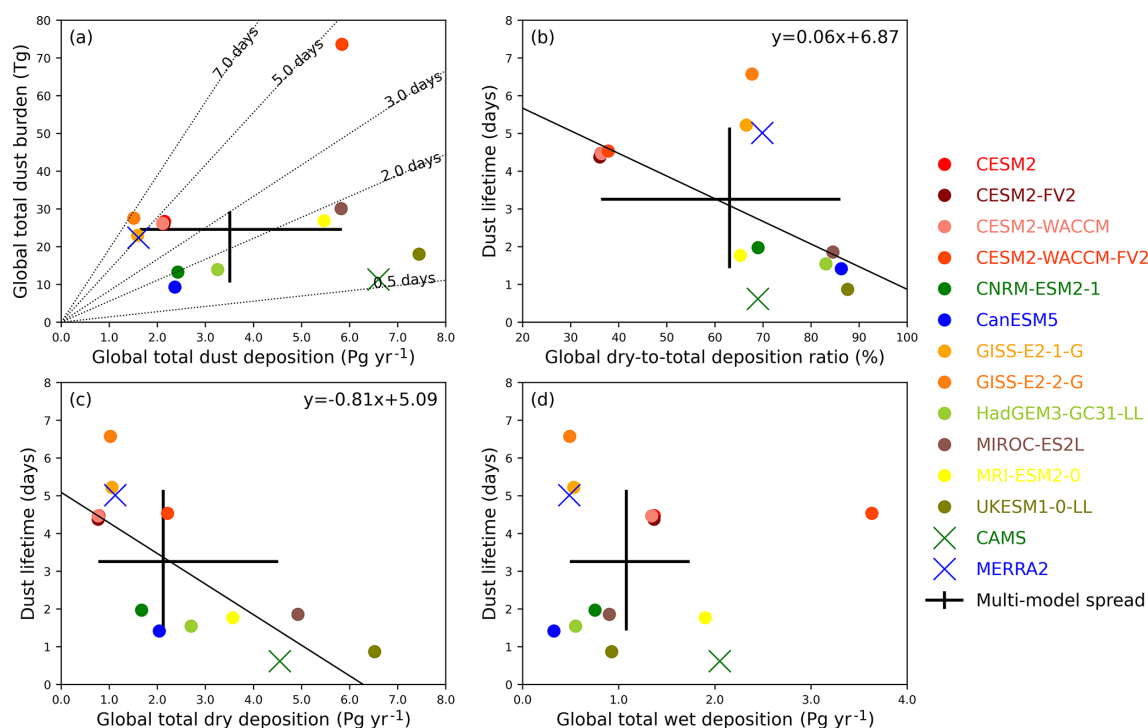 (a)
7.0 days
5.0 days
3.0 days
2.0 days
0.5 days
80
70
60
50
40
30
20
10
0
0.0 1.0 2.0 3.0 4.0 5.0 6.0 7.0 8.0
Global total dust burden (Tg)
Global total dust deposition (Pg yr⁻¹)
(b)
y=0.06x+6.87
8
7
6
5
4
3
2
1
0
20 30 40 50 60 70 80 90 100
Dust lifetime (days)
Global dry-to-total deposition ratio (%)
(c)
y=-0.81x+5.09
8
7
6
5
4
3
2
1
0
0.0 1.0 2.0 3.0 4.0 5.0 6.0 7.0 8.0
Dust lifetime (days)
Global total dry deposition (Pg yr⁻¹)
(d)
8
7
6
5
4
3
2
1
0
0.0 1.0 2.0 3.0 4.0
Dust lifetime (days)
Global total wet deposition (Pg yr⁻¹)
CESM2
CESM2-FV2
CESM2-WACCM
CESM2-WACCM-FV2
CNRM-ESM2-1
CanESM5
GISS-E2-1-G
GISS-E2-2-G
HadGEM3-GC31-LL
MIROC-ES2L
MRI-ESM2-0
UKESM1-0-LL
CAMS
MERRA2
Multi-model spread